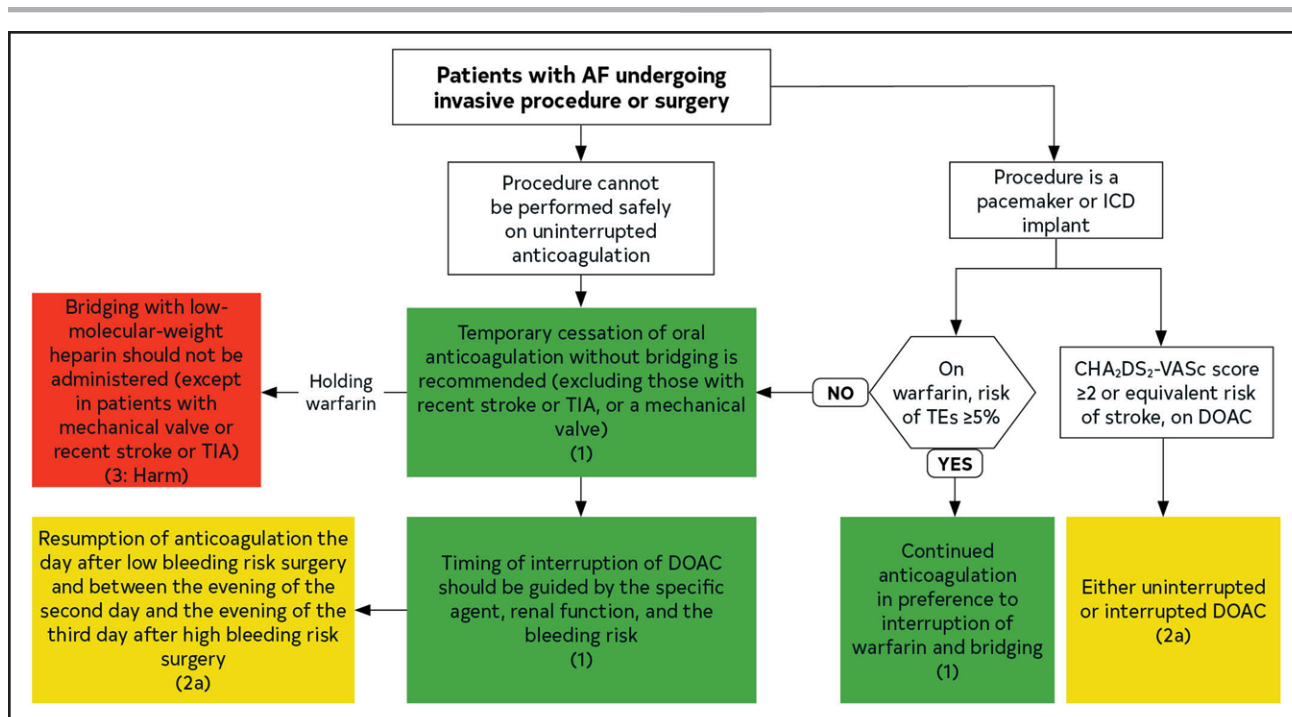 Patients with AF undergoing
invasive procedure or surgery
Procedure cannot
be performed safely
on uninterrupted
anticoagulation
Procedure is a
pacemaker or ICD
implant
Bridging with low-
molecular-weight
heparin should not be
administered (except
in patients with
mechanical valve or
recent stroke or TIA)
(3: Harm)
Holding
warfarin
Temporary cessation of oral
anticoagulation without bridging is
recommended (excluding those with
recent stroke or TIA, or a mechanical
valve)
(1)
NO
On
warfarin, risk
of TEs ≥5%
YES
CHA₂DS₂-VASc score
≥2 or equivalent risk
of stroke, on DOAC
Resumption of anticoagulation the
day after low bleeding risk surgery
and between the evening of the
second day and the evening of the
third day after high bleeding risk
surgery
(2a)
Timing of interruption of DOAC
should be guided by the specific
agent, renal function, and the
bleeding risk
(1)
Continued
anticoagulation
in preference to
interruption of
warfarin and bridging
(1)
Either uninterrupted
or interrupted DOAC
(2a)